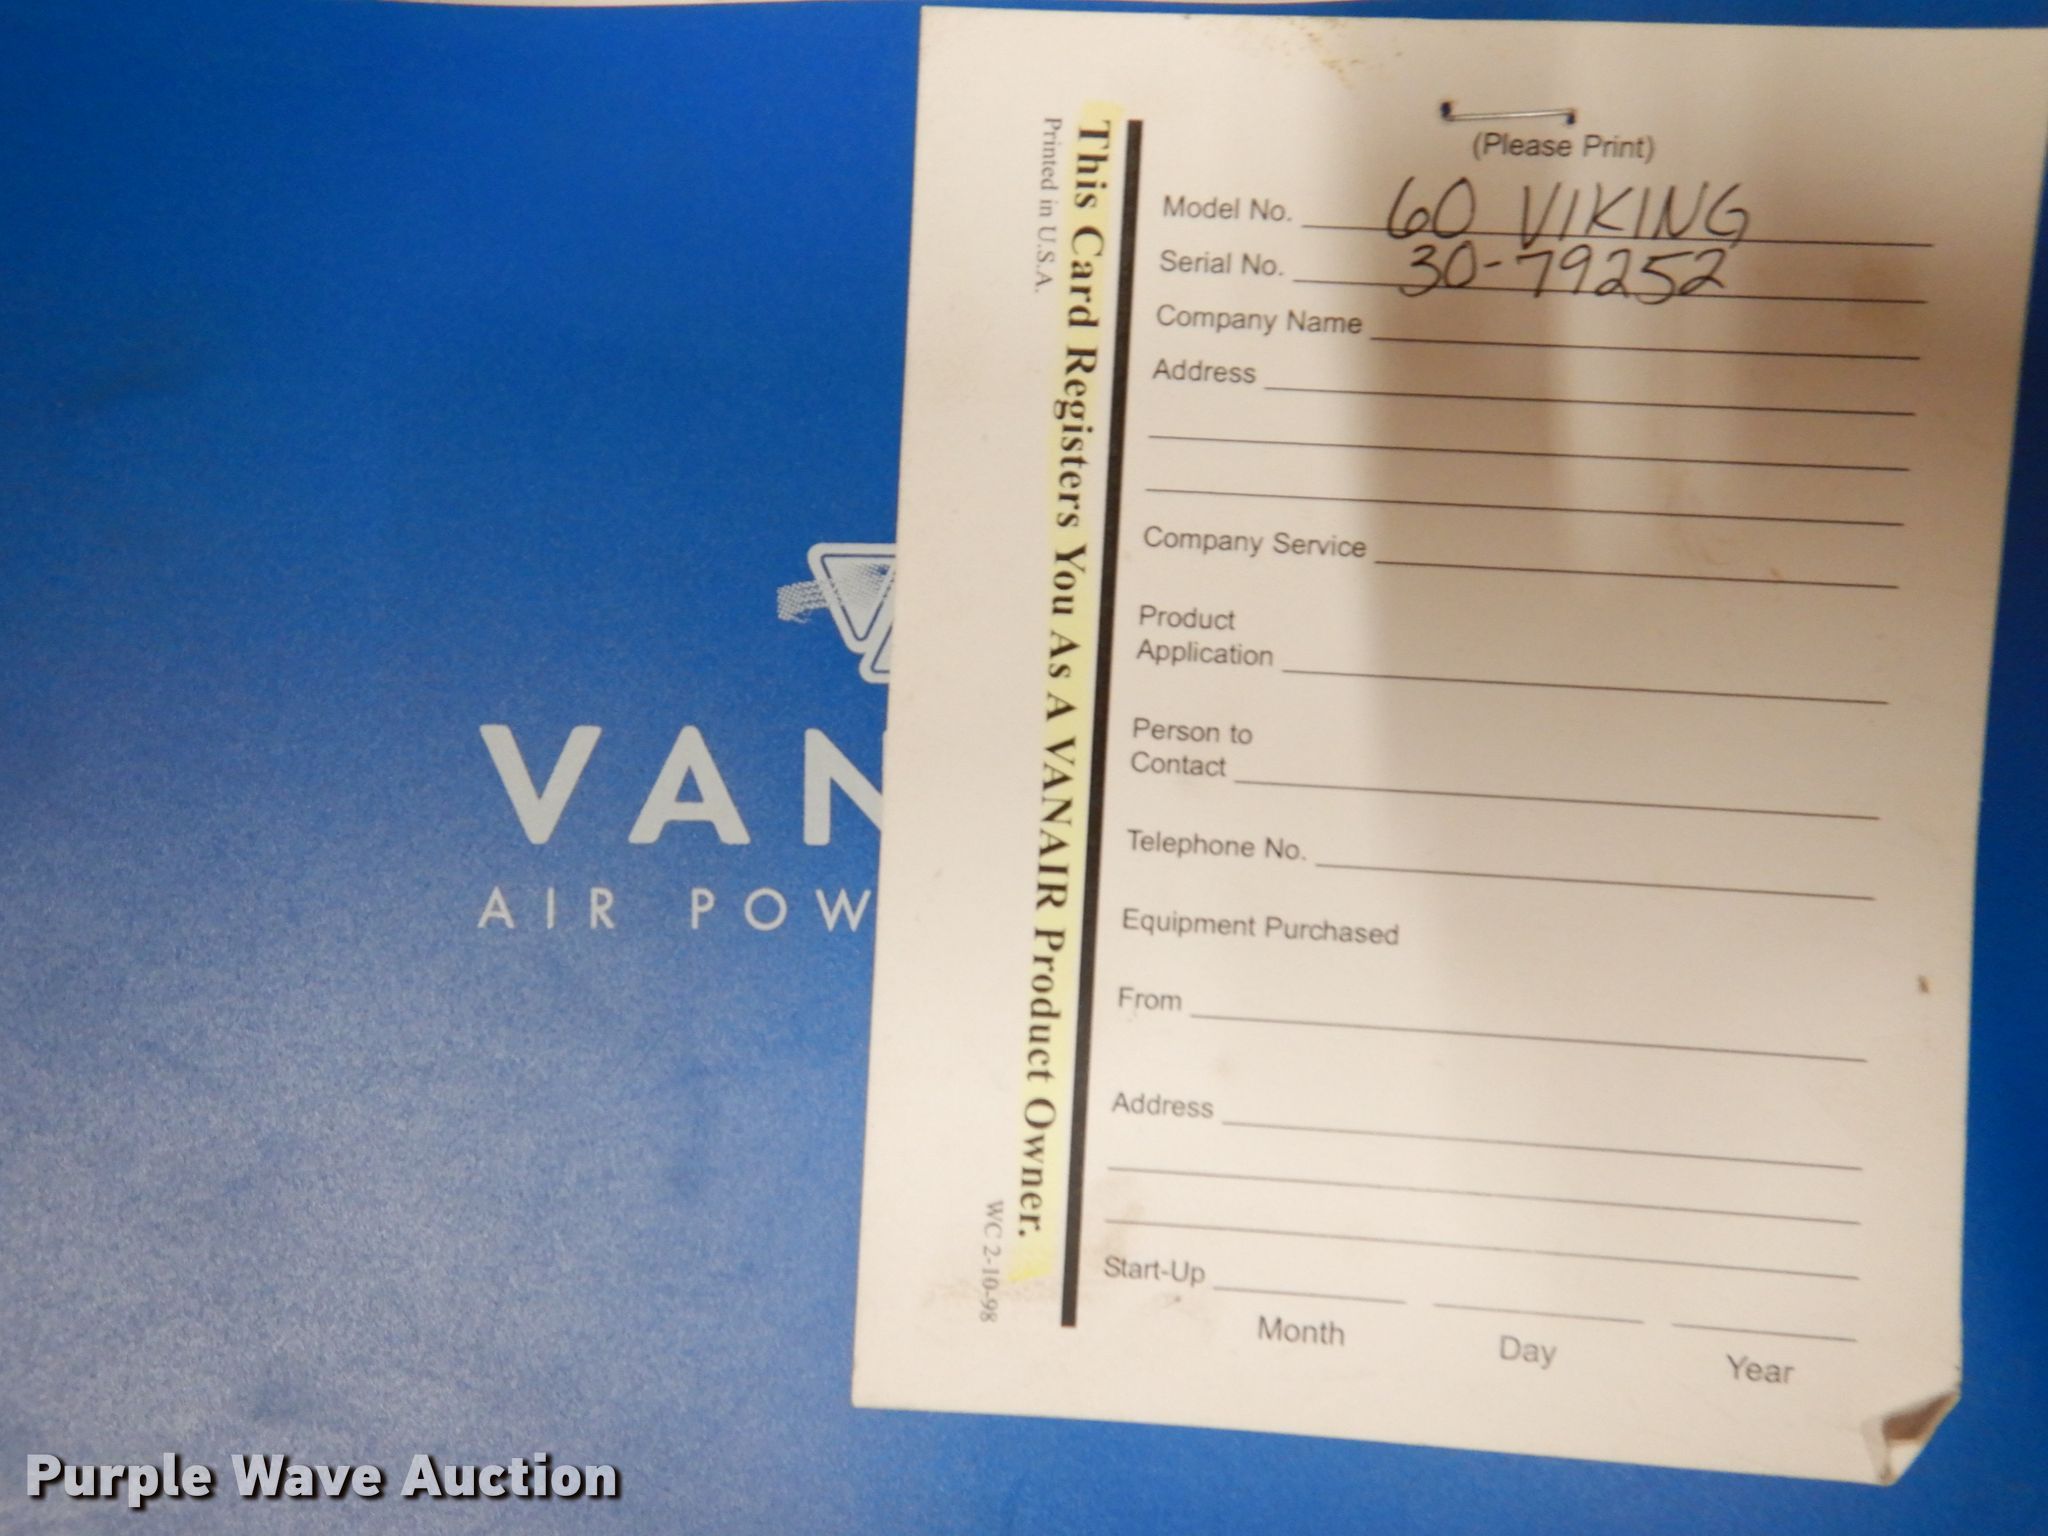 (Please Print)
Model No. 60 VIKING
Serial No. 30-79252
Company Name
Address
Company Service
Product
Application
Person to
Contact
Telephone No.
Equipment Purchased
From
Address
Start-Up
Month Day Year
This Card Registers You As A VANAIR Product Owner.
Printed in U.S.A.
WC 2-10-98
VAN
AIR POW
Purple Wave Auction